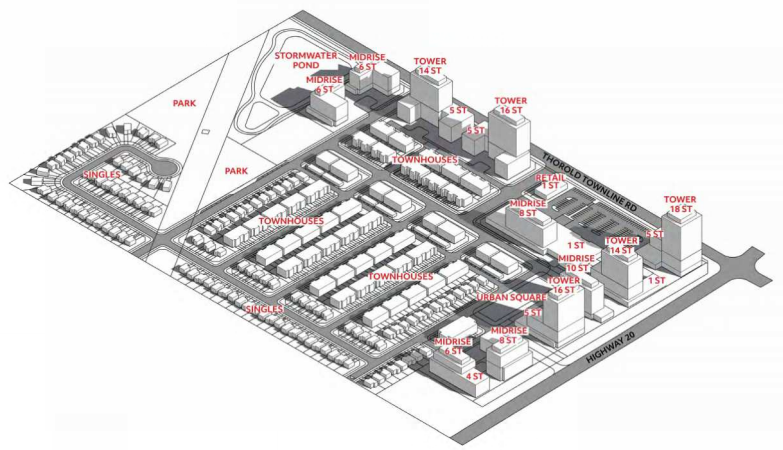 STORMWATER
POND
MIDRISE
6 ST
TOWER
14 ST
MIDRISE
6 ST
PARK
5 ST
TOWER
16 ST
5 ST
THOROLD TOWNLINE RD
TOWNHOUSES
PARK
SINGLES
RETAIL
1 ST
TOWER
18 ST
MIDRISE
8 ST
TOWNHOUSES
5 ST
1 ST
TOWER
14 ST
MIDRISE
10 ST
TOWNHOUSES
1 ST
TOWER
16 ST
URBAN SQUARE
5 ST
SINGLES
MIDRISE
8 ST
MIDRISE
6 ST
HIGHWAY 20
4 ST